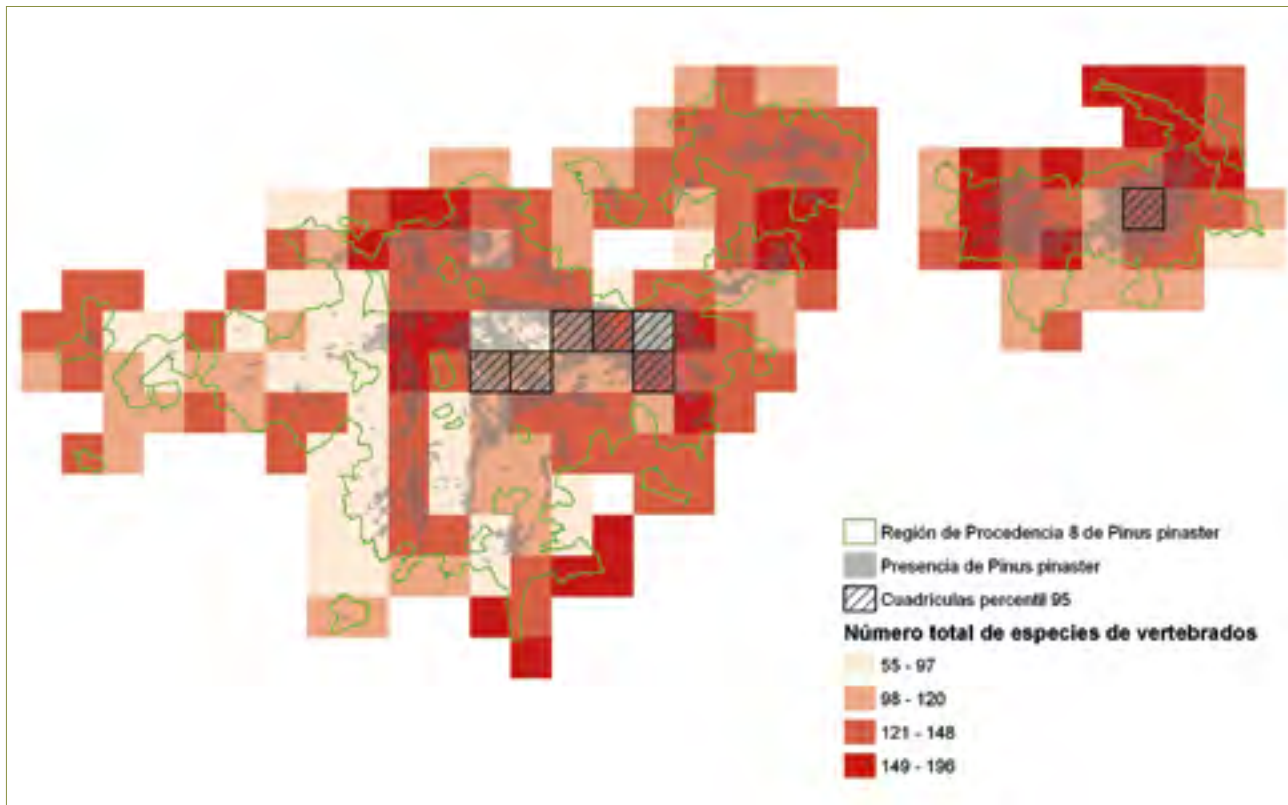 Región de Procedencia 8 de Pinus pinaster
Presencia de Pinus pinaster
Cuadrículas percentil 95
Número total de especies de vertebrados
55 - 97
98 - 120
121 - 148
149 - 196